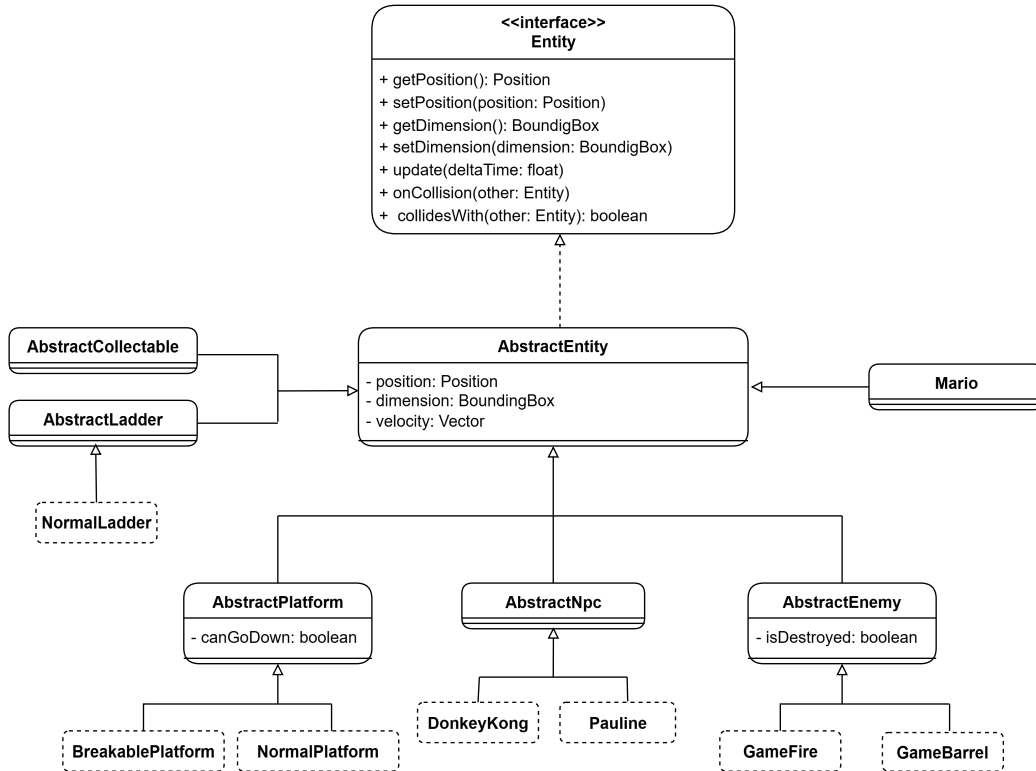 <<interface>>
Entity
+ getPosition(): Position
+ setPosition(position: Position)
+ getDimension(): BoundigBox
+ setDimension(dimension: BoundigBox)
+ update(deltaTime: float)
+ onCollision(other: Entity)
+ collidesWith(other: Entity): boolean
AbstractCollectable
AbstractLadder
NormalLadder
AbstractEntity
- position: Position
- dimension: BoundingBox
- velocity: Vector
Mario
AbstractPlatform
- canGoDown: boolean
AbstractNpc
AbstractEnemy
- isDestroyed: boolean
BreakablePlatform
NormalPlatform
DonkeyKong
Pauline
GameFire
GameBarrel